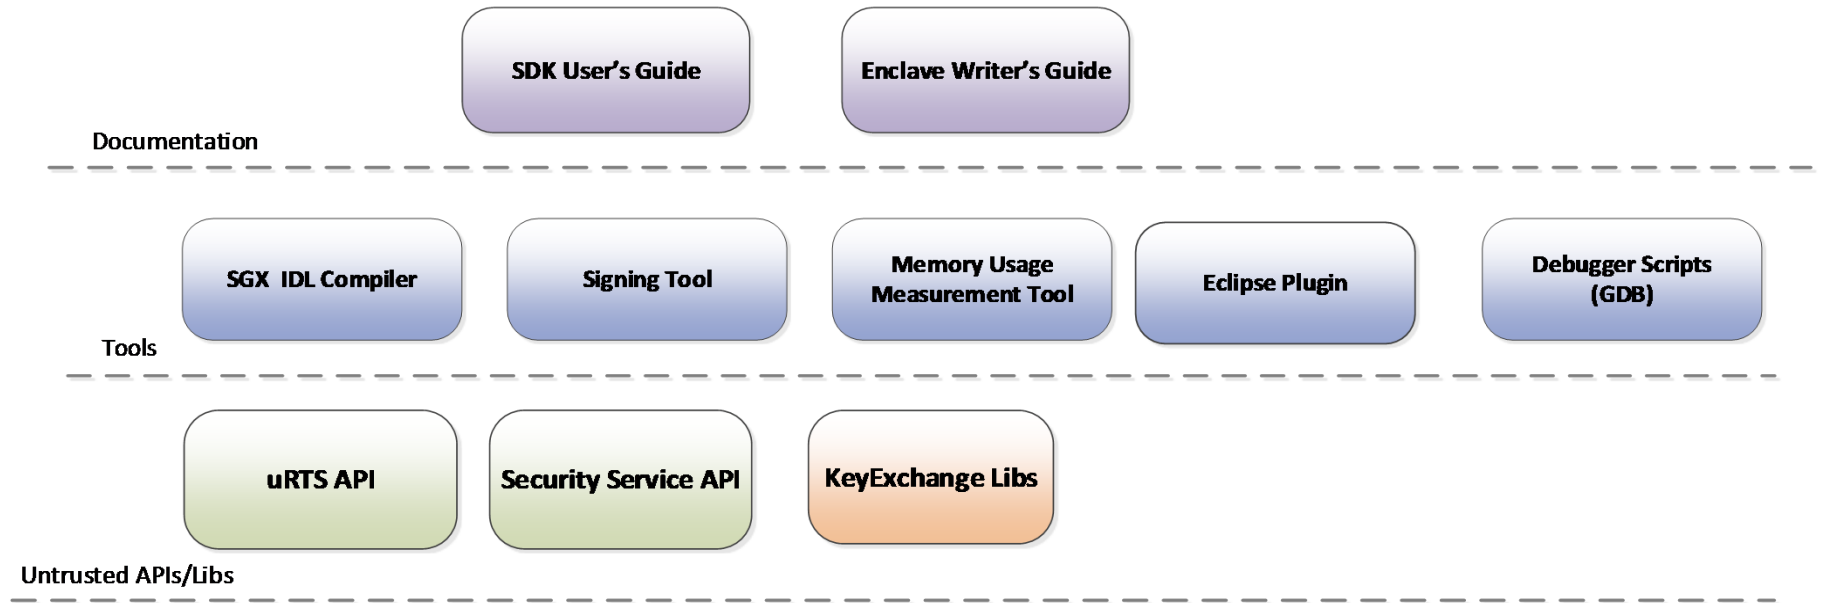 SDK User’s Guide
Enclave Writer’s Guide
Documentation
SGX  IDL Compiler
Signing Tool
Memory Usage
Measurement Tool
Eclipse Plugin
Debugger Scripts
(GDB)
Tools
uRTS API
Security Service API
KeyExchange Libs
Untrusted APIs/Libs